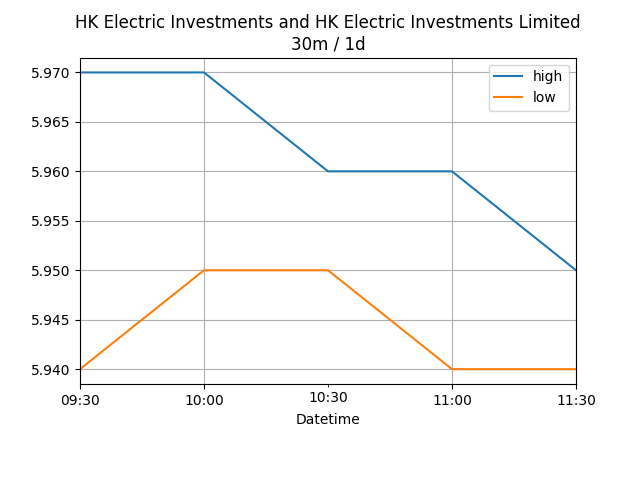 HK Electric Investments and HK Electric Investments Limited
30m / 1d
high
low
5.970
5.965
5.960
5.955
5.950
5.945
5.940
09:30
10:00
10:30
11:00
11:30
Datetime